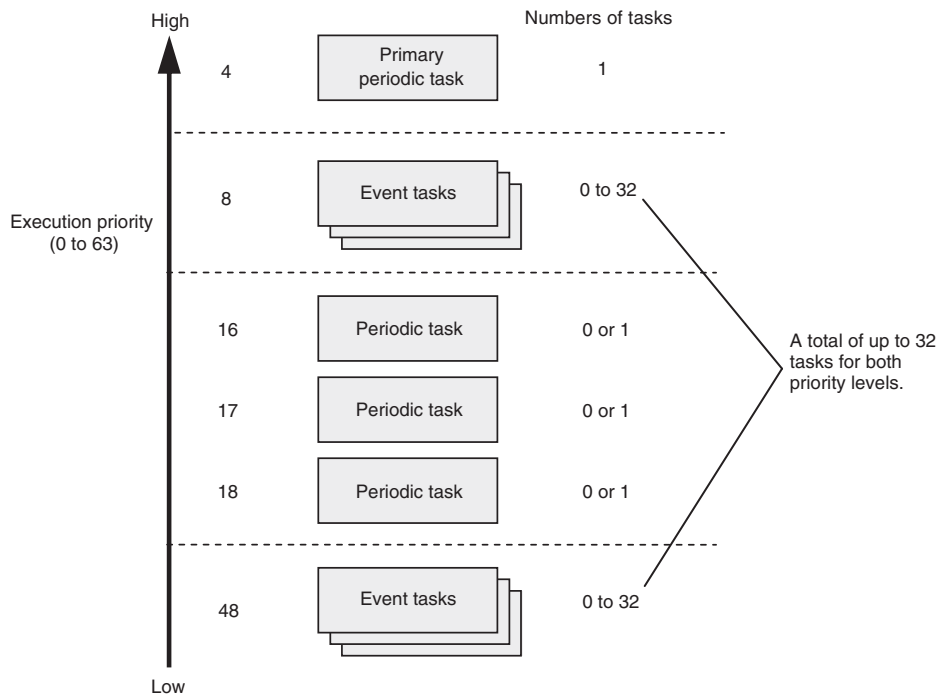 Numbers of tasks
High
4
Primary
periodic task
1
8
Event tasks
0 to 32
Execution priority
(0 to 63)
16
Periodic task
0 or 1
A total of up to 32
tasks for both
priority levels.
17
Periodic task
0 or 1
18
Periodic task
0 or 1
48
Event tasks
0 to 32
Low